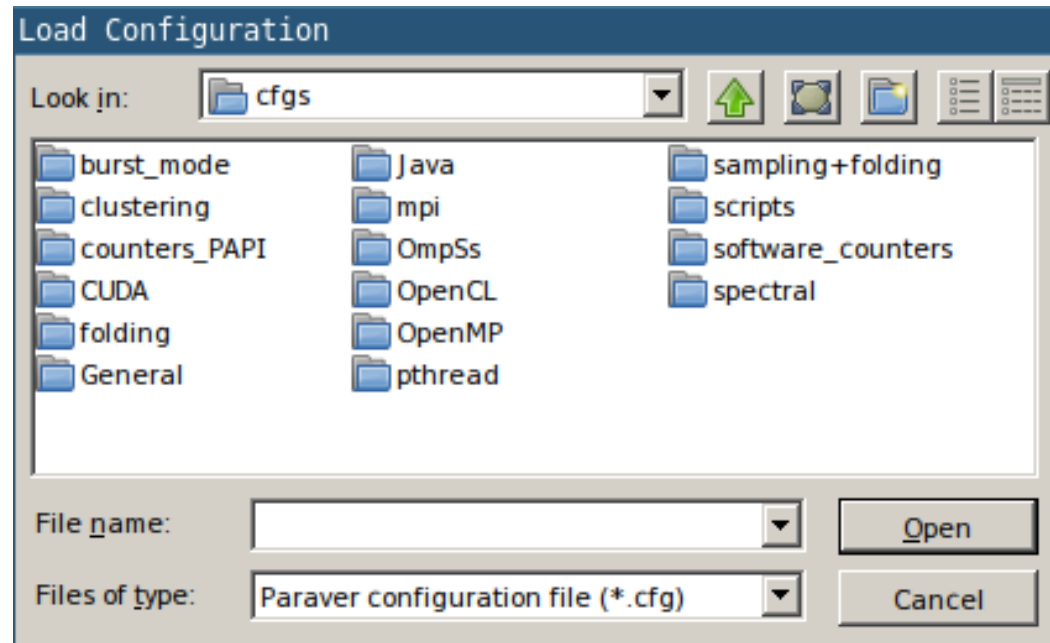 Load Configuration
Look in: cfgs
burst_mode Java sampling+folding
clustering mpi scripts
counters_PAPI OmpSs software_counters
CUDA OpenCL spectral
folding OpenMP
General pthread
File name: Open
Files of type: Paraver configuration file (*.cfg) Cancel